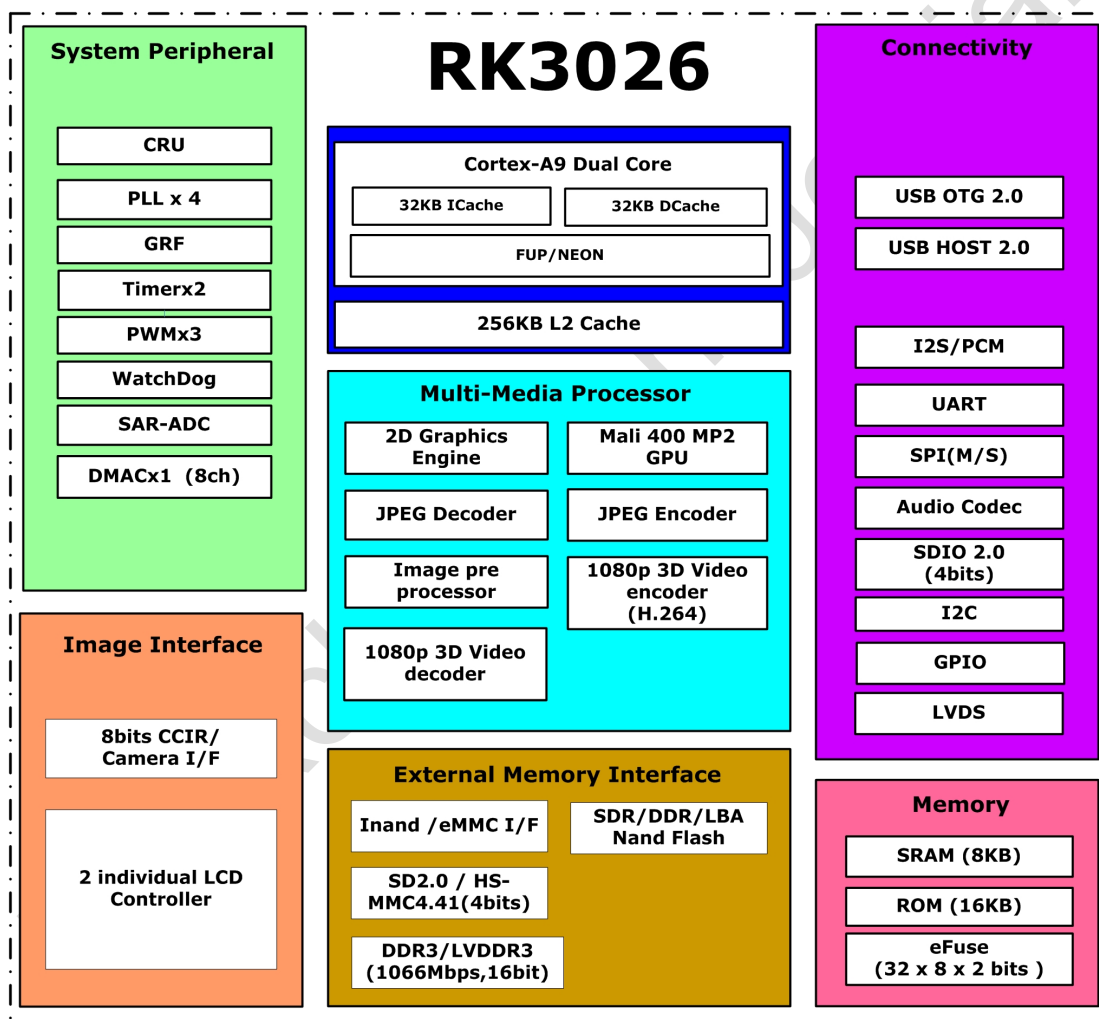 RK3026
System Peripheral
CRU
PLL x 4
GRF
Timerx2
PWMx3
WatchDog
SAR-ADC
DMACx1 (8ch)
Image Interface
8bits CCIR/
Camera I/F
2 individual LCD
Controller
Cortex-A9 Dual Core
32KB ICache
32KB DCache
FUP/NEON
256KB L2 Cache
Multi-Media Processor
2D Graphics
Engine
Mali 400 MP2
GPU
JPEG Decoder
JPEG Encoder
Image pre
processor
1080p 3D Video
encoder
(H.264)
1080p 3D Video
decoder
External Memory Interface
Inand /eMMC I/F
SDR/DDR/LBA
Nand Flash
SD2.0 / HS-
MMC4.41(4bits)
DDR3/LVDDR3
(1066Mbps,16bit)
Connectivity
USB OTG 2.0
USB HOST 2.0
I2S/PCM
UART
SPI(M/S)
Audio Codec
SDIO 2.0
(4bits)
I2C
GPIO
LVDS
Memory
SRAM (8KB)
ROM (16KB)
eFuse
(32 x 8 x 2 bits )